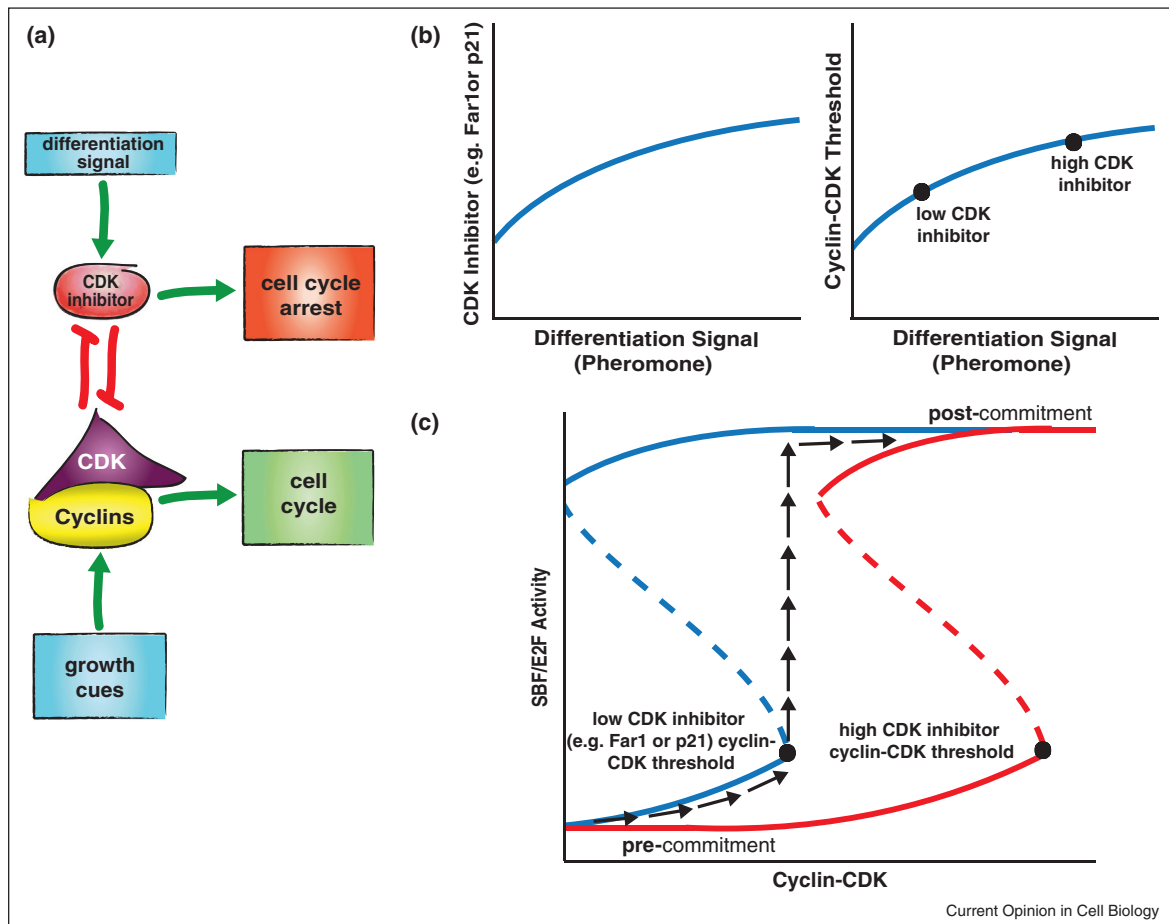 (a)
differentiation
signal
CDK
inhibitor
cell cycle
arrest
CDK
Cyclins
cell
cycle
growth
cues
(b)
CDK Inhibitor (e.g. Far1or p21)
Differentiation Signal
(Pheromone)
Cyclin-CDK Threshold
high CDK
inhibitor
low CDK
inhibitor
Differentiation Signal
(Pheromone)
(c)
post-commitment
SBF/E2F Activity
low CDK inhibitor
(e.g. Far1 or p21) cyclin-
CDK threshold
high CDK inhibitor
cyclin-CDK threshold
pre-commitment
Cyclin-CDK
Current Opinion in Cell Biology